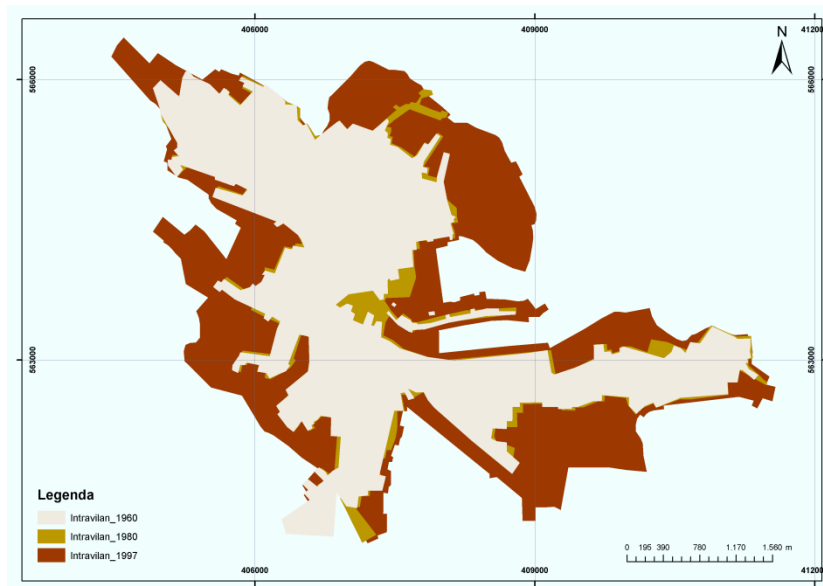 406000 409000 41200
N
566000 566000
563000 563000
Legenda
Intravilan_1960
Intravilan_1980
Intravilan_1997
0 195 390 780 1.170 1.560 m
406000 409000 41200